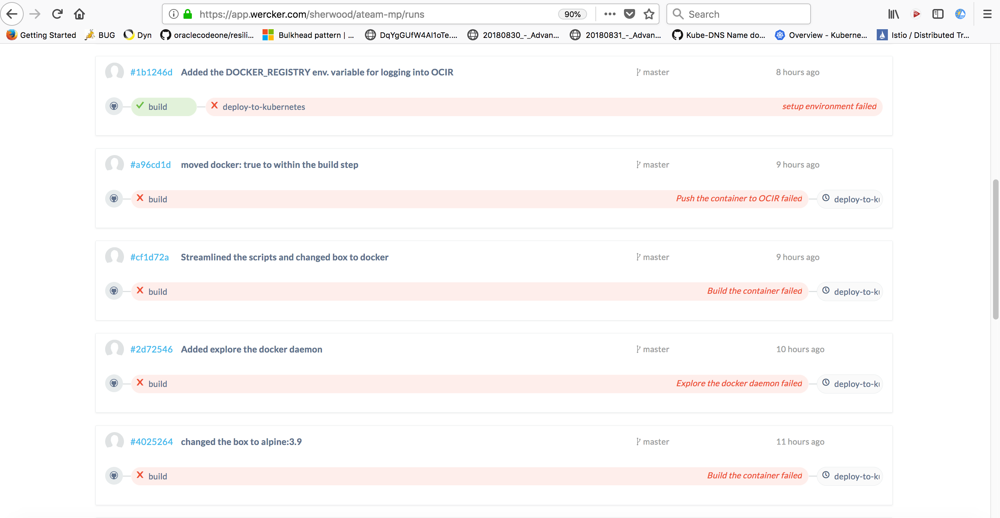 https://app.wercker.com/sherwood/ateam-mp/runs 90% Search
Getting Started BUG Dyn oraclecodeone/resili... Bulkhead pattern | ... DqYgGUfW4AI1oTe.... 20180830_-_Advan... 20180831_-_Advan... Kube-DNS Name do... Overview - Kuberne... Istio / Distributed Tr...
#1b1246d Added the DOCKER_REGISTRY env. variable for logging into OCIR master 8 hours ago
build deploy-to-kubernetes setup environment failed
#a96cd1d moved docker: true to within the build step master 9 hours ago
build Push the container to OCIR failed deploy-to-ku
#cf1d72a Streamlined the scripts and changed box to docker master 9 hours ago
build Build the container failed deploy-to-ku
#2d72546 Added explore the docker daemon master 10 hours ago
build Explore the docker daemon failed deploy-to-ku
#4025264 changed the box to alpine:3.9 master 11 hours ago
build Build the container failed deploy-to-ku